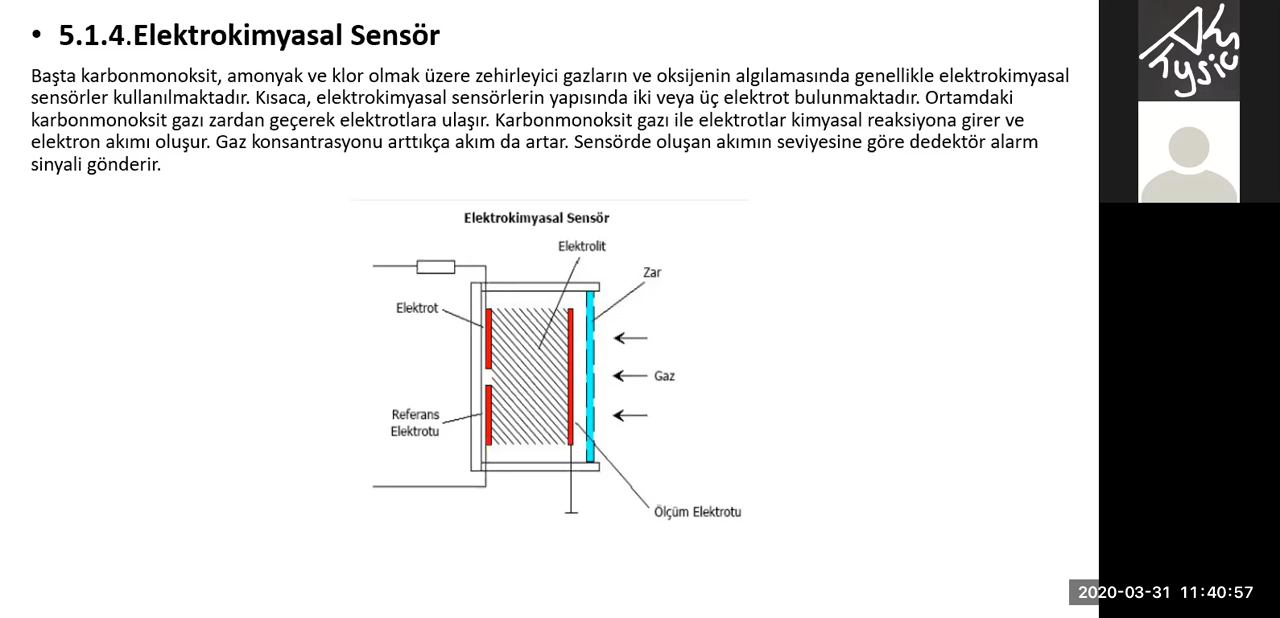 • 5.1.4.Elektrokimyasal Sensör
Başta karbonmonoksit, amonyak ve klor olmak üzere zehirleyici gazların ve oksijenin algılamasında genellikle elektrokimyasal
sensörler kullanılmaktadır. Kısaca, elektrokimyasal sensörlerin yapısında iki veya üç elektrot bulunmaktadır. Ortamdaki
karbonmonoksit gazı zardan geçerek elektrotlara ulaşır. Karbonmonoksit gazı ile elektrotlar kimyasal reaksiyona girer ve
elektron akımı oluşur. Gaz konsantrasyonu arttıkça akım da artar. Sensörde oluşan akımın seviyesine göre dedektör alarm
sinyali gönderir.
Elektrokimyasal Sensör
Elektrolit
Zar
Elektrot
Gaz
Referans
Elektrotu
Ölçüm Elektrotu
2020-03-31 11:40:57